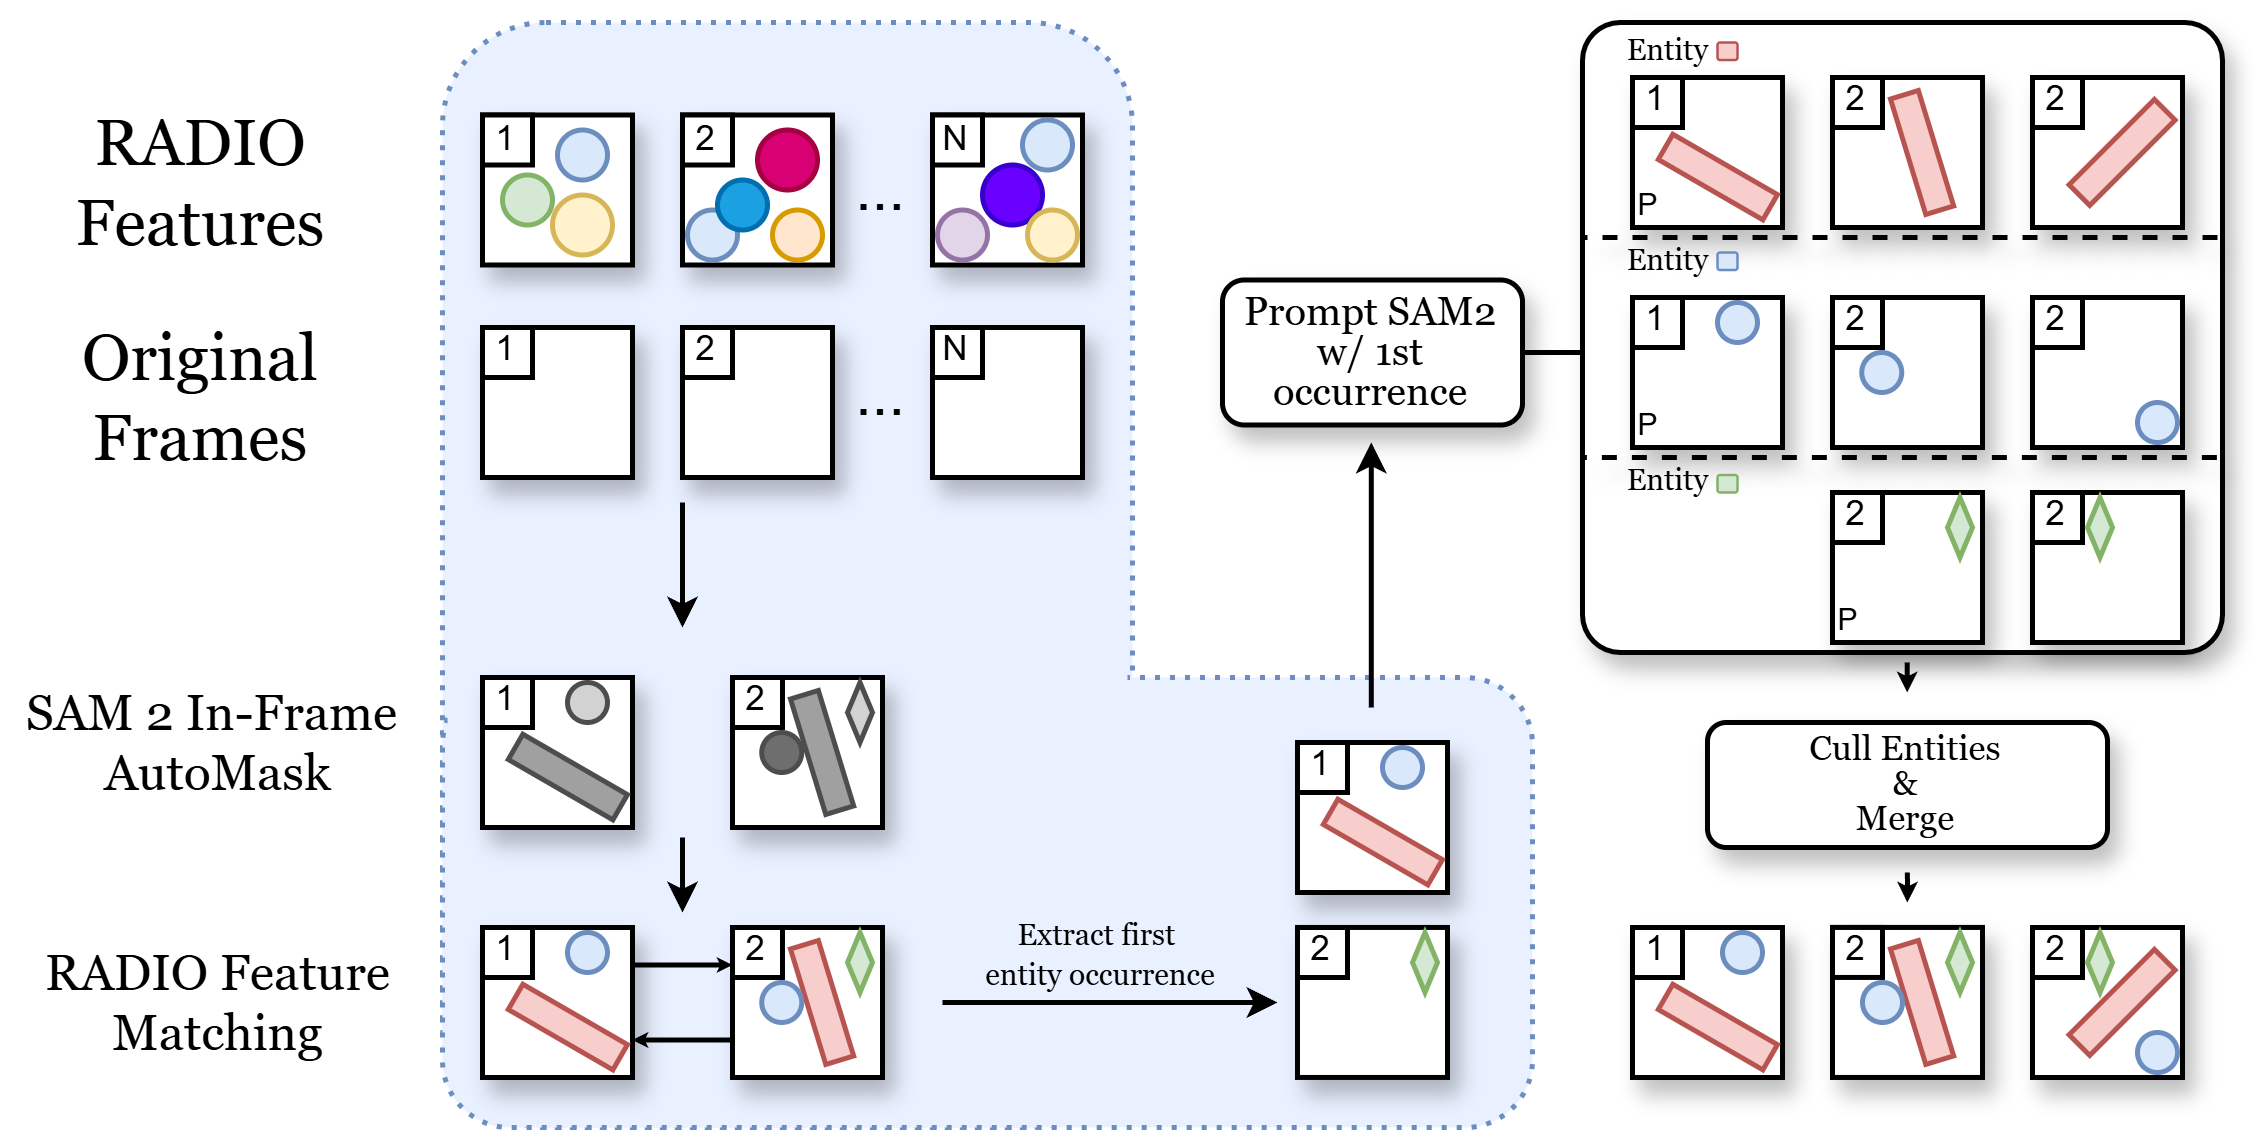 RADIO
Features
1
2
...
N
Original
Frames
1
2
...
N
SAM 2 In-Frame
AutoMask
1
2
RADIO Feature
Matching
1
2
Extract first
entity occurrence
1
2
Prompt SAM2
w/ 1st
occurrence
Entity
1
P
2
2
Entity
1
P
2
2
Entity
2
P
2
Cull Entities
&
Merge
1
2
2